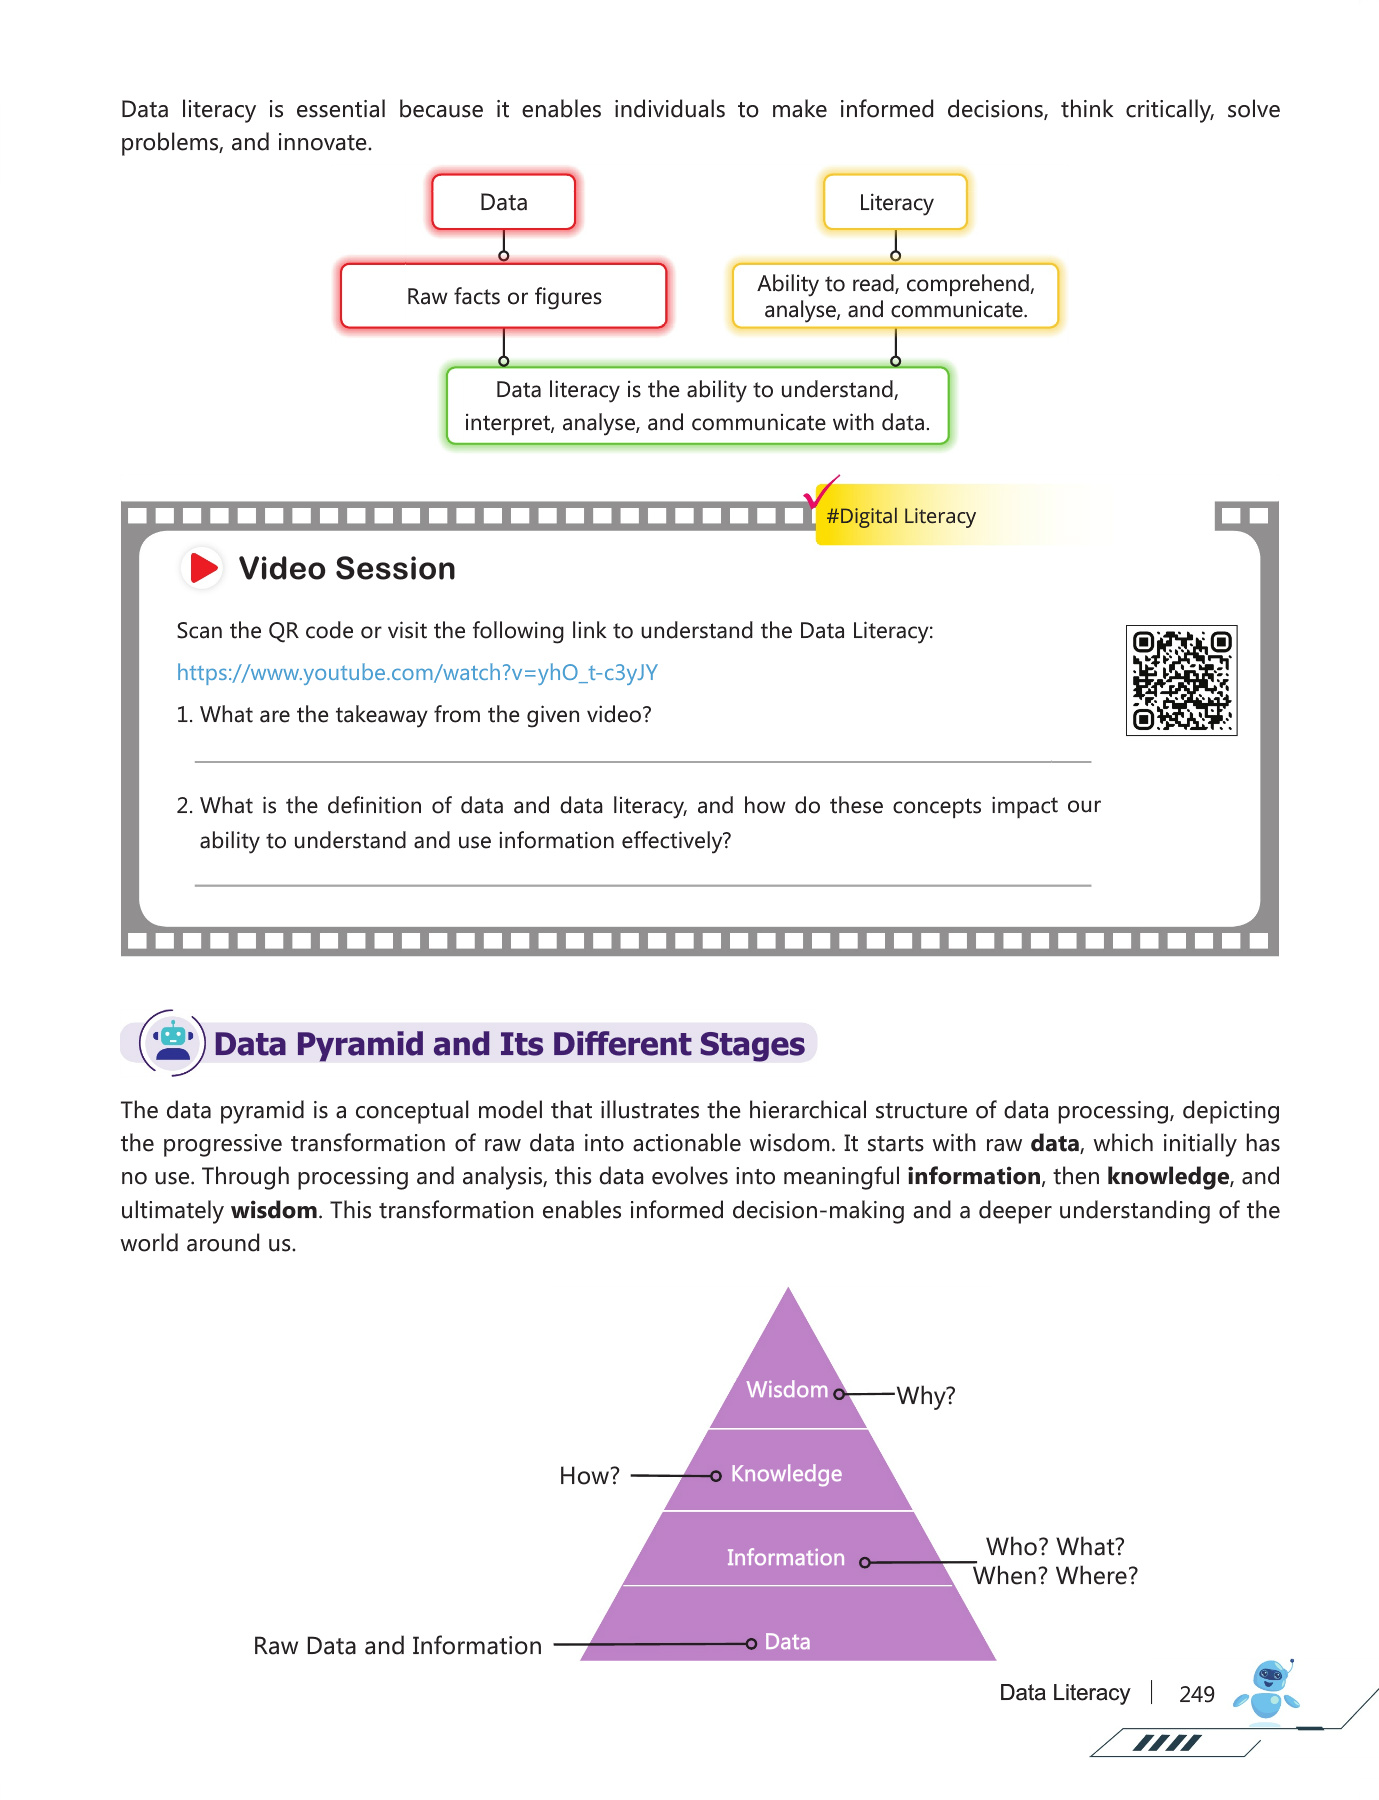 Data literacy is essential because it enables individuals to make informed decisions, think critically, solve
problems, and innovate.
Data
Literacy
Raw facts or figures
Ability to read, comprehend,
analyse, and communicate.
Data literacy is the ability to understand,
interpret, analyse, and communicate with data.
#Digital Literacy
Video Session
Scan the QR code or visit the following link to understand the Data Literacy:
https://www.youtube.com/watch?v=yhO_t-c3yJY
1. What are the takeaway from the given video?
2. What is the definition of data and data literacy, and how do these concepts impact our
ability to understand and use information effectively?
Data Pyramid and Its Different Stages
The data pyramid is a conceptual model that illustrates the hierarchical structure of data processing, depicting
the progressive transformation of raw data into actionable wisdom. It starts with raw data, which initially has
no use. Through processing and analysis, this data evolves into meaningful information, then knowledge, and
ultimately wisdom. This transformation enables informed decision-making and a deeper understanding of the
world around us.
Wisdom
Why?
How?
Knowledge
Information
Who? What?
When? Where?
Raw Data and Information
Data
Data Literacy
249